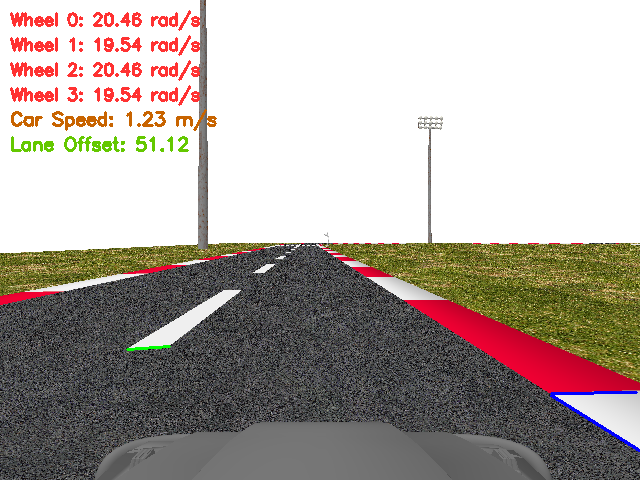 Wheel 0: 20.46 rad/s
Wheel 1: 19.54 rad/s
Wheel 2: 20.46 rad/s
Wheel 3: 19.54 rad/s
Car Speed: 1.23 m/s
Lane Offset: 51.12